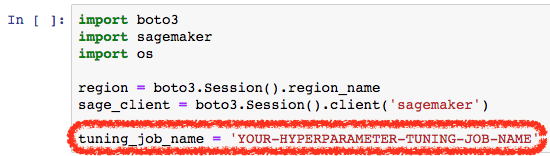 In [ ]: import boto3
import sagemaker
import os
region = boto3.Session().region_name
sage_client = boto3.Session().client('sagemaker')
tuning_job_name = 'YOUR-HYPERPARAMETER-TUNING-JOB-NAME'